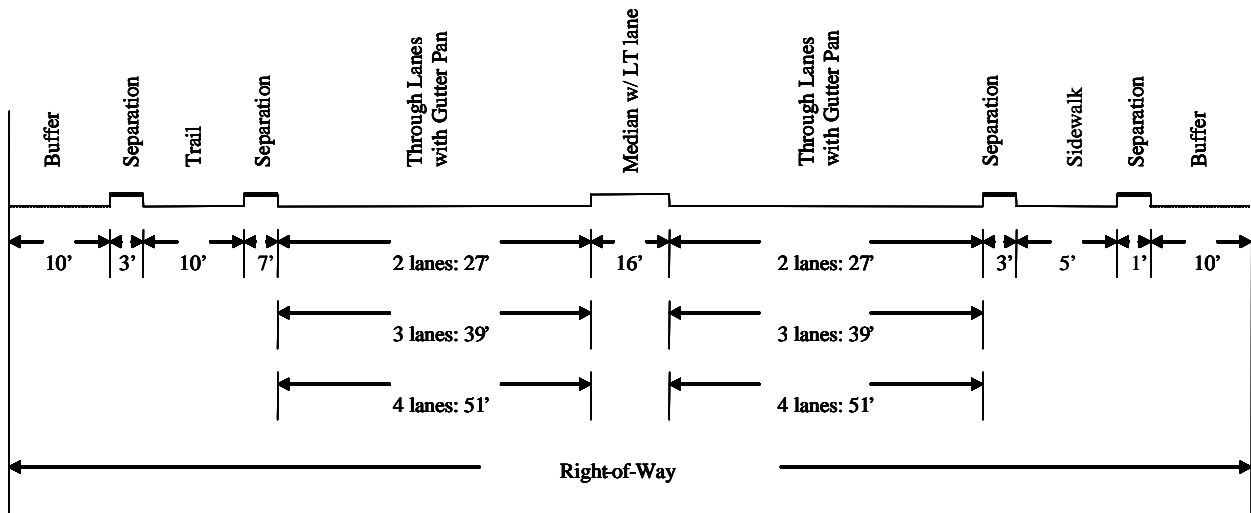 Buffer
Separation
Trail
Separation
Through Lanes
with Gutter Pan
Median w/ LT lane
Through Lanes
with Gutter Pan
Separation
Sidewalk
Separation
Buffer
10’ 3’ 10’ 7’ 2 lanes: 27’ 16’ 2 lanes: 27’ 3’ 5’ 1’ 10’
3 lanes: 39’ 3 lanes: 39’
4 lanes: 51’ 4 lanes: 51’
Right-of-Way